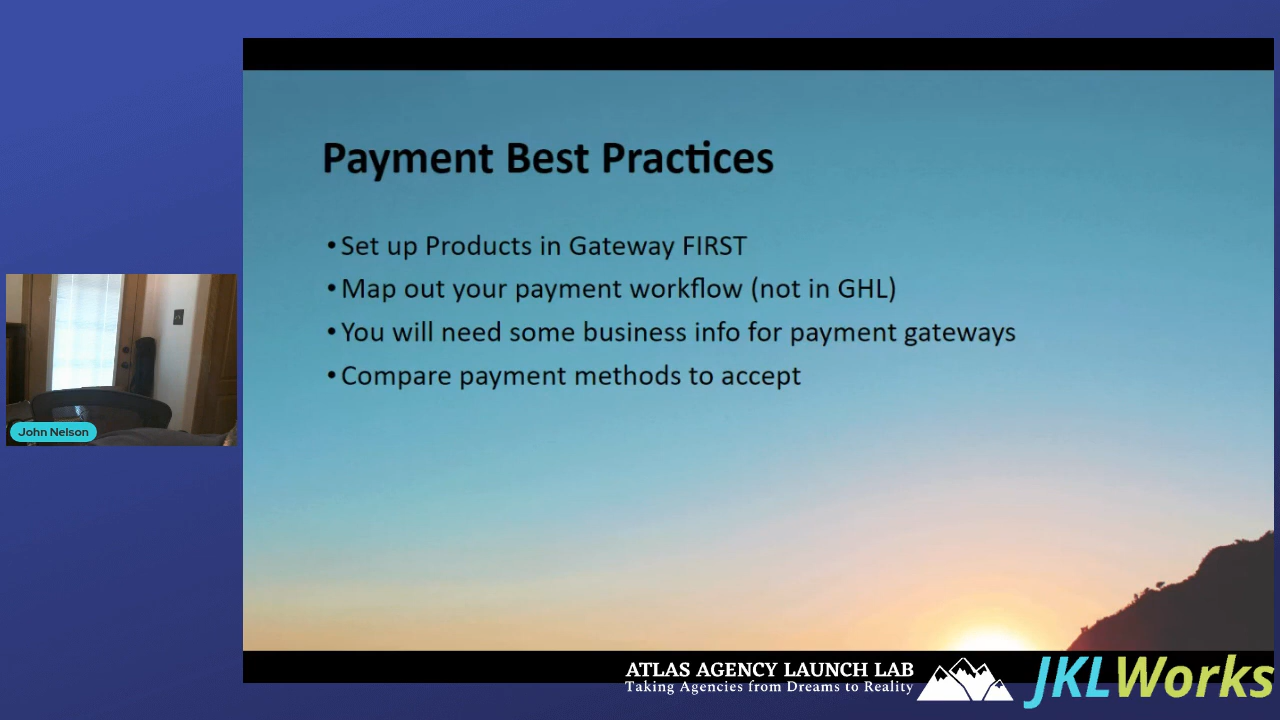 Payment Best Practices
• Set up Products in Gateway FIRST
• Map out your payment workflow (not in GHL)
• You will need some business info for payment gateways
• Compare payment methods to accept
John Nelson
ATLAS AGENCY LAUNCH LAB
Taking Agencies from Dreams to Reality
JKLWorks